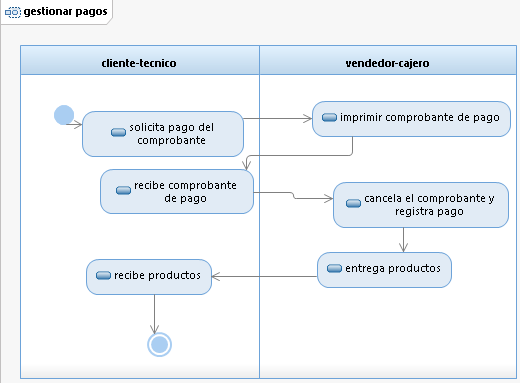 gestionar pagos
cliente-tecnico
vendedor-cajero
solicita pago del
comprobante
imprimir comprobante de pago
recibe comprobante
de pago
cancela el comprobante y
registra pago
recibe productos
entrega productos